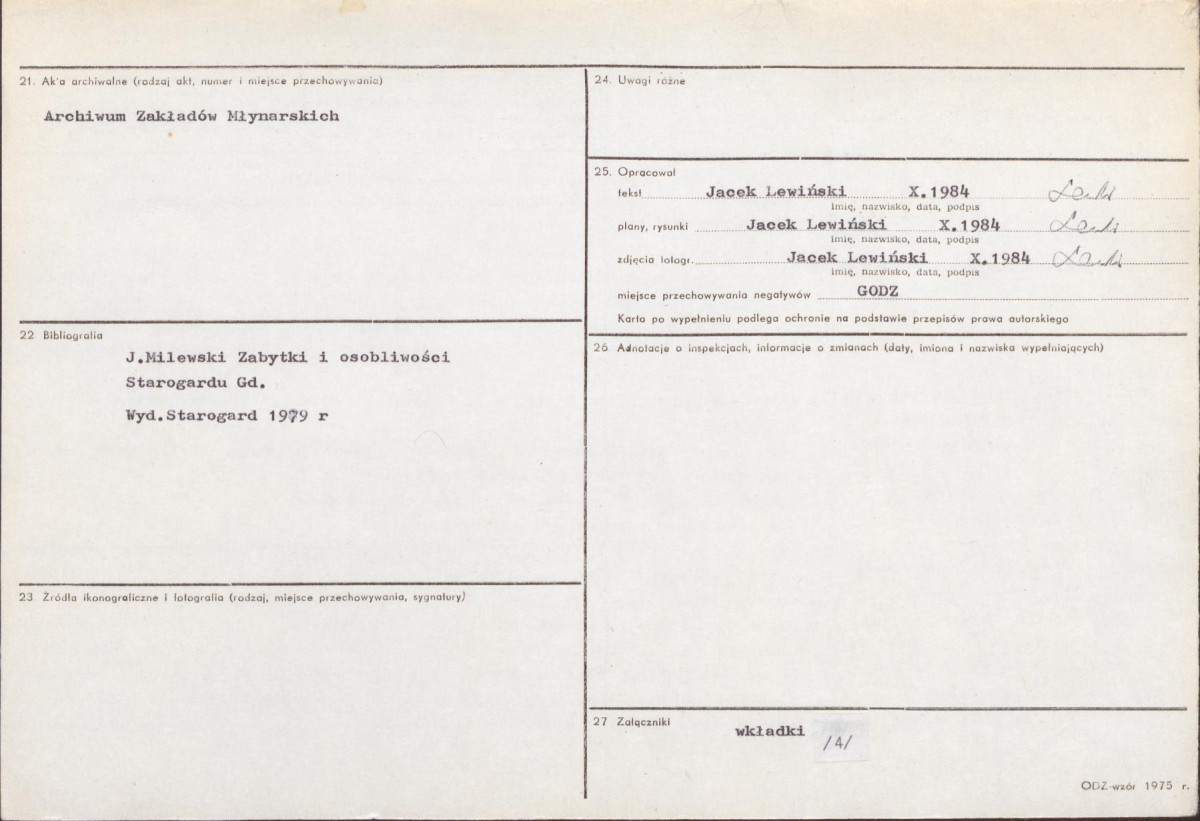 21. Akta archiwalne (rodzaj akt, numer i miejsce przechowywania)
Archiwum Zakładów Młynarskich
22 Bibliografia
J.Milewski Zabytki i osobliwości
Starogardu Gd.
Wyd.Starogard 1979 r
23 Źródła ikonograficzne i fotografia (rodzaj, miejsce przechowywania, sygnatury)
24. Uwagi różne
25. Opracował
tekst Jacek Lewiński X.1984
imię, nazwisko, data, podpis
plany, rysunki Jacek Lewiński X.1984
imię, nazwisko, data, podpis
zdjęcia fotogr. Jacek Lewiński X.1984
imię, nazwisko, data, podpis
miejsce przechowywania negatywów GODZ
Karta po wypełnieniu podlega ochronie na podstawie przepisów prawa autorskiego
26 Adnotacje o inspekcjach, informacje o zmianach (daty, imiona i nazwiska wypełniających)
27 Załączniki
wkładki /4/
ODZ-wzór 1975 r.